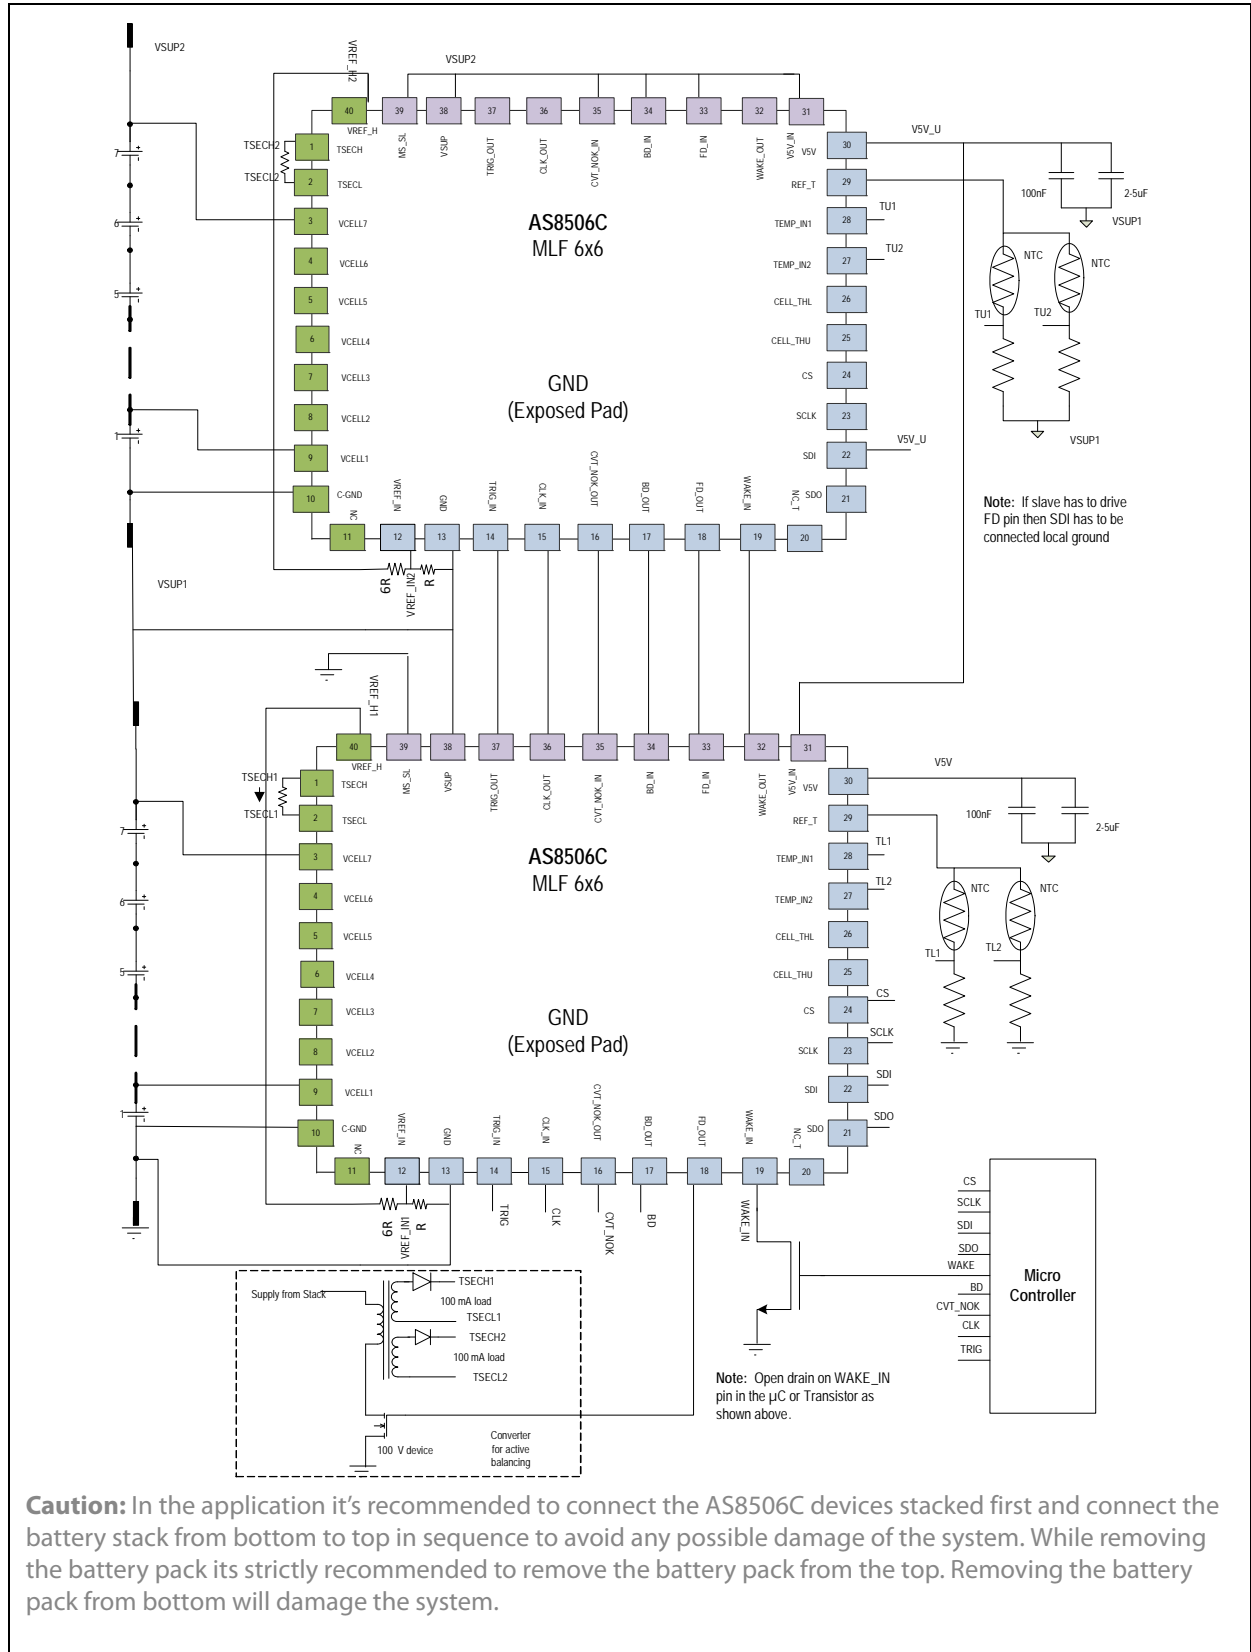 VSUP2
VREF_H2
VSUP2
40
39
38
37
36
35
34
33
32
31
VREF_H
MS_SL
VSUP
TRIG_OUT
CLK_OUT
CVT_NOK_IN
BD_IN
FD_IN
WAKE_OUT
V5V_IN
V5V
30
V5V_U
TSECH2
1
TSECH
TSECL2
2
TSECL
REF_T
29
100nF
2-5uF
VSUP1
7
3
VCELL7
AS8506C
MLF 6x6
TEMP_IN1
28
TU1
6
4
VCELL6
TEMP_IN2
27
TU2
NTC
NTC
5
5
VCELL5
CELL_THL
26
TU1
TU2
6
VCELL4
CELL_THU
25
7
VCELL3
GND
(Exposed Pad)
CS
24
8
VCELL2
SCLK
23
VSUP1
1
9
VCELL1
SDI
22
V5V_U
10
C-GND
NC
VREF_IN
GND
TRIG_IN
CLK_IN
CVT_NOK_OUT
BD_OUT
FD_OUT
WAKE_IN
NC_T
SDO
21
11
12
13
14
15
16
17
18
19
20
Note: If slave has to drive
FD pin then SDI has to be
connected local ground
VSUP1
6R
VREF_IN2
R
VREF_H1
40
39
38
37
36
35
34
33
32
31
VREF_H
MS_SL
VSUP
TRIG_OUT
CLK_OUT
CVT_NOK_IN
BD_IN
FD_IN
WAKE_OUT
V5V_IN
V5V
30
V5V
TSECH1
1
TSECH
TSECL1
2
TSECL
REF_T
29
100nF
2-5uF
7
3
VCELL7
AS8506C
MLF 6x6
TEMP_IN1
28
TL1
6
4
VCELL6
TEMP_IN2
27
TL2
NTC
NTC
5
VCELL5
CELL_THL
26
TL1
TL2
5
6
VCELL4
CELL_THU
25
7
VCELL3
GND
(Exposed Pad)
CS
24
CS
8
VCELL2
SCLK
23
SCLK
1
9
VCELL1
SDI
22
SDI
10
C-GND
NC
VREF_IN
GND
TRIG_IN
CLK_IN
CVT_NOK_OUT
BD_OUT
FD_OUT
WAKE_IN
NC_T
SDO
21
SDO
11
12
13
14
15
16
17
18
19
20
6R
VREF_IN1
R
TRIG
CLK
CVT_NOK
BD
WAKE_IN
CS
SCLK
SDI
SDO
WAKE
BD
CVT_NOK
CLK
TRIG
Micro
Controller
Supply from Stack
TSECH1
100 mA load
TSECL1
TSECH2
100 mA load
TSECL2
100 V device
Converter
for active
balancing
Note: Open drain on WAKE_IN
pin in the µC or Transistor as
shown above.
Caution: In the application it's recommended to connect the AS8506C devices stacked first and connect the
battery stack from bottom to top in sequence to avoid any possible damage of the system. While removing
the battery pack its strictly recommended to remove the battery pack from the top. Removing the battery
pack from bottom will damage the system.